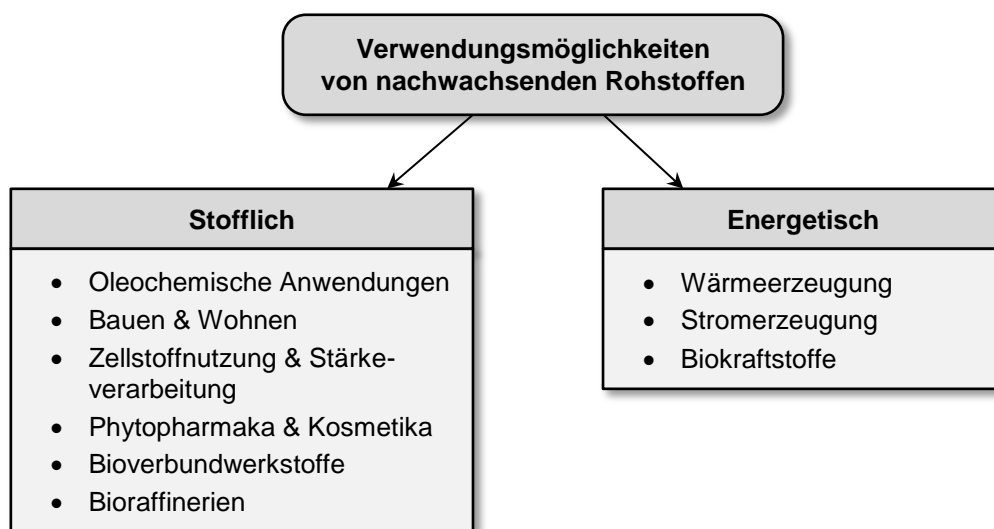 Verwendungsmöglichkeiten
von nachwachsenden Rohstoffen
Stofflich
• Oleochemische Anwendungen
• Bauen & Wohnen
• Zellstoffnutzung & Stärke-
verarbeitung
• Phytopharmaka & Kosmetika
• Bioverbundwerkstoffe
• Bioraffinerien
Energetisch
• Wärmeerzeugung
• Stromerzeugung
• Biokraftstoffe